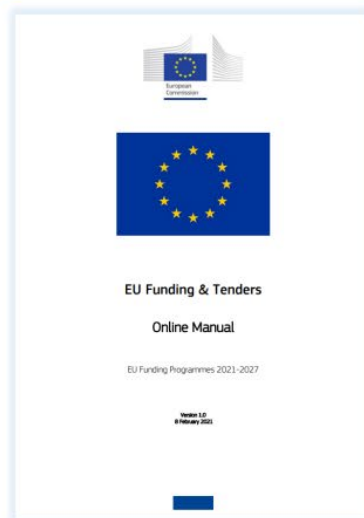 European
Commission
EU Funding & Tenders
Online Manual
EU Funding Programmes 2021-2027
Version 1.0
8 February 2021